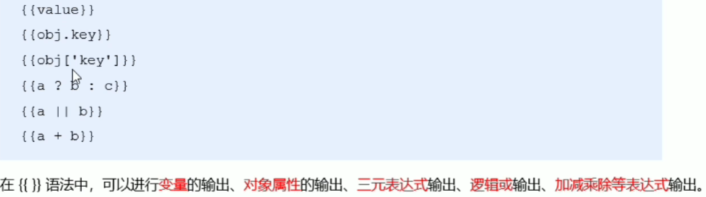 {{value}}
{{obj.key}}
{{obj['key']}}
{{a ? b : c}}
{{a || b}}
{{a + b}}
在 {{ }} 语法中，可以进行变量的输出、对象属性的输出、三元表达式输出、逻辑或输出、加减乘除等表达式输出。